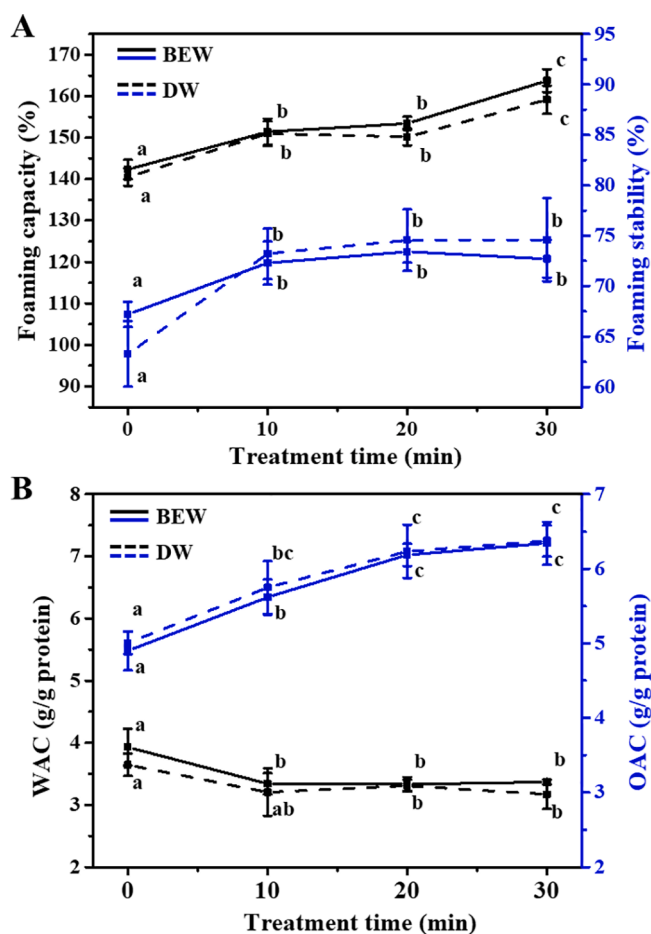 A
BEW
DW
Foaming capacity (%)
170
160
150
140
130
120
110
100
90
a
b
b
c
a
b
b
c
a
b
b
b
a
b
b
b
90
85
80
75
70
65
60
Foaming stability (%)
0 10 20 30
Treatment time (min)
B
BEW
DW
WAC (g/g protein)
8
7
6
5
4
3
2
a
bc
c
c
a
b
c
c
a
b
b
b
a
ab
b
b
7
6
5
4
3
2
OAC (g/g protein)
0 10 20 30
Treatment time (min)